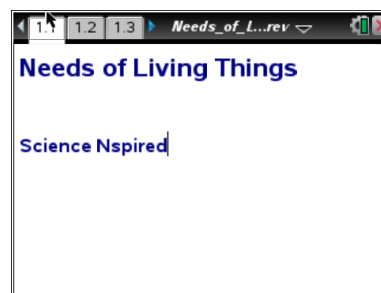 1.1 1.2 1.3 Needs_of_L...rev
Needs of Living Things
Science Nspired